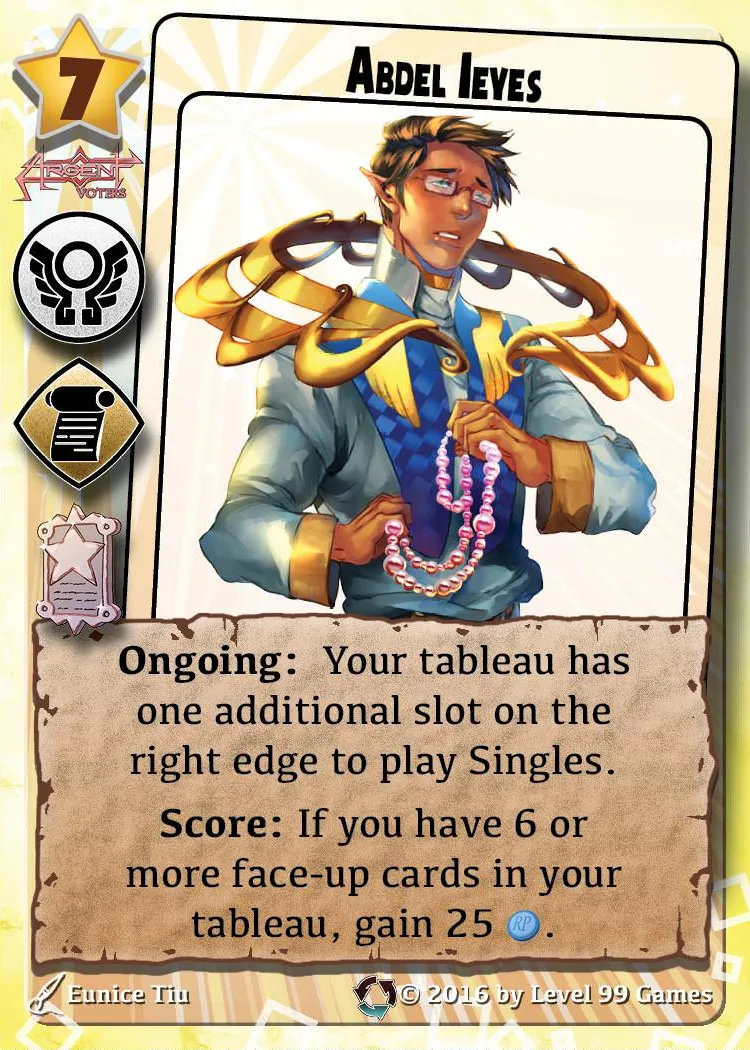 7
Abdel Ieyes
ARGENT
VOTERS
Ongoing: Your tableau has
one additional slot on the
right edge to play Singles.
Score: If you have 6 or
more face-up cards in your
tableau, gain 25 RP.
Eunice Tiu
© 2016 by Level 99 Games